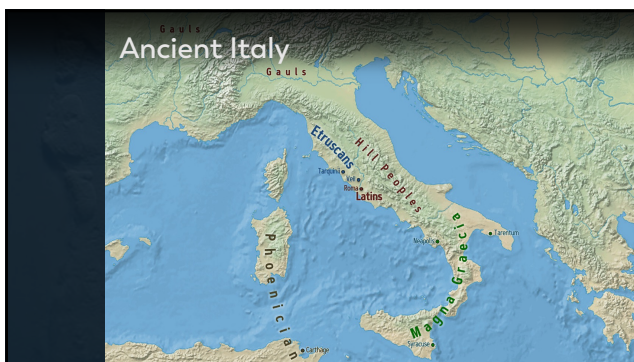 Gauls
Ancient Italy
Gauls
Etruscans
Hill Peoples
Tarquinii
Veii
Roma
Latins
Phoenician
Magna Graecia
Tarentum
Neapolis
Syracuse
Carthage